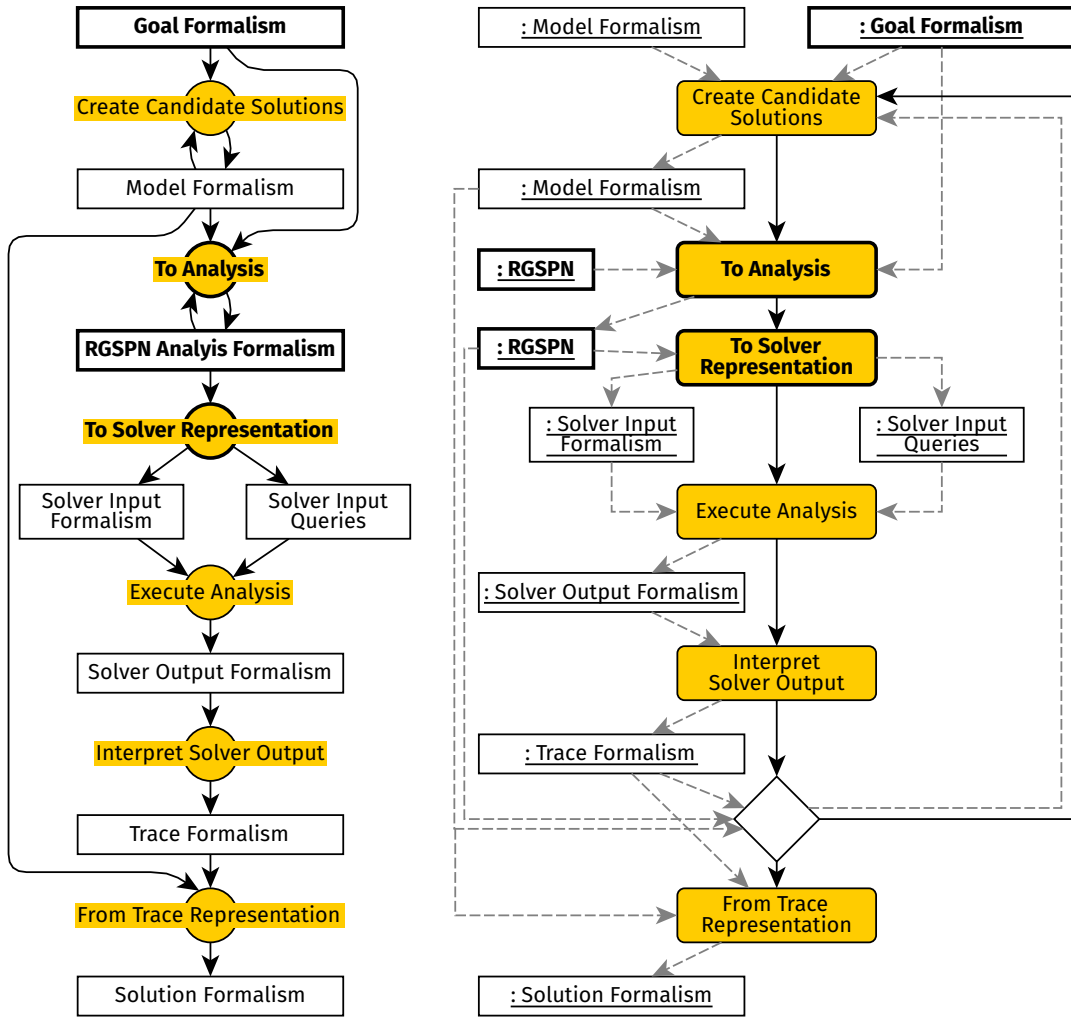 Goal Formalism
Create Candidate Solutions
Model Formalism
To Analysis
RGSPN Analyis Formalism
To Solver Representation
Solver Input
Formalism
Solver Input
Queries
Execute Analysis
Solver Output Formalism
Interpret Solver Output
Trace Formalism
From Trace Representation
Solution Formalism
: Model Formalism
: Goal Formalism
Create Candidate
Solutions
: Model Formalism
: RGSPN
To Analysis
: RGSPN
To Solver
Representation
: Solver Input
Formalism
: Solver Input
Queries
Execute Analysis
: Solver Output Formalism
Interpret
Solver Output
: Trace Formalism
From Trace
Representation
: Solution Formalism